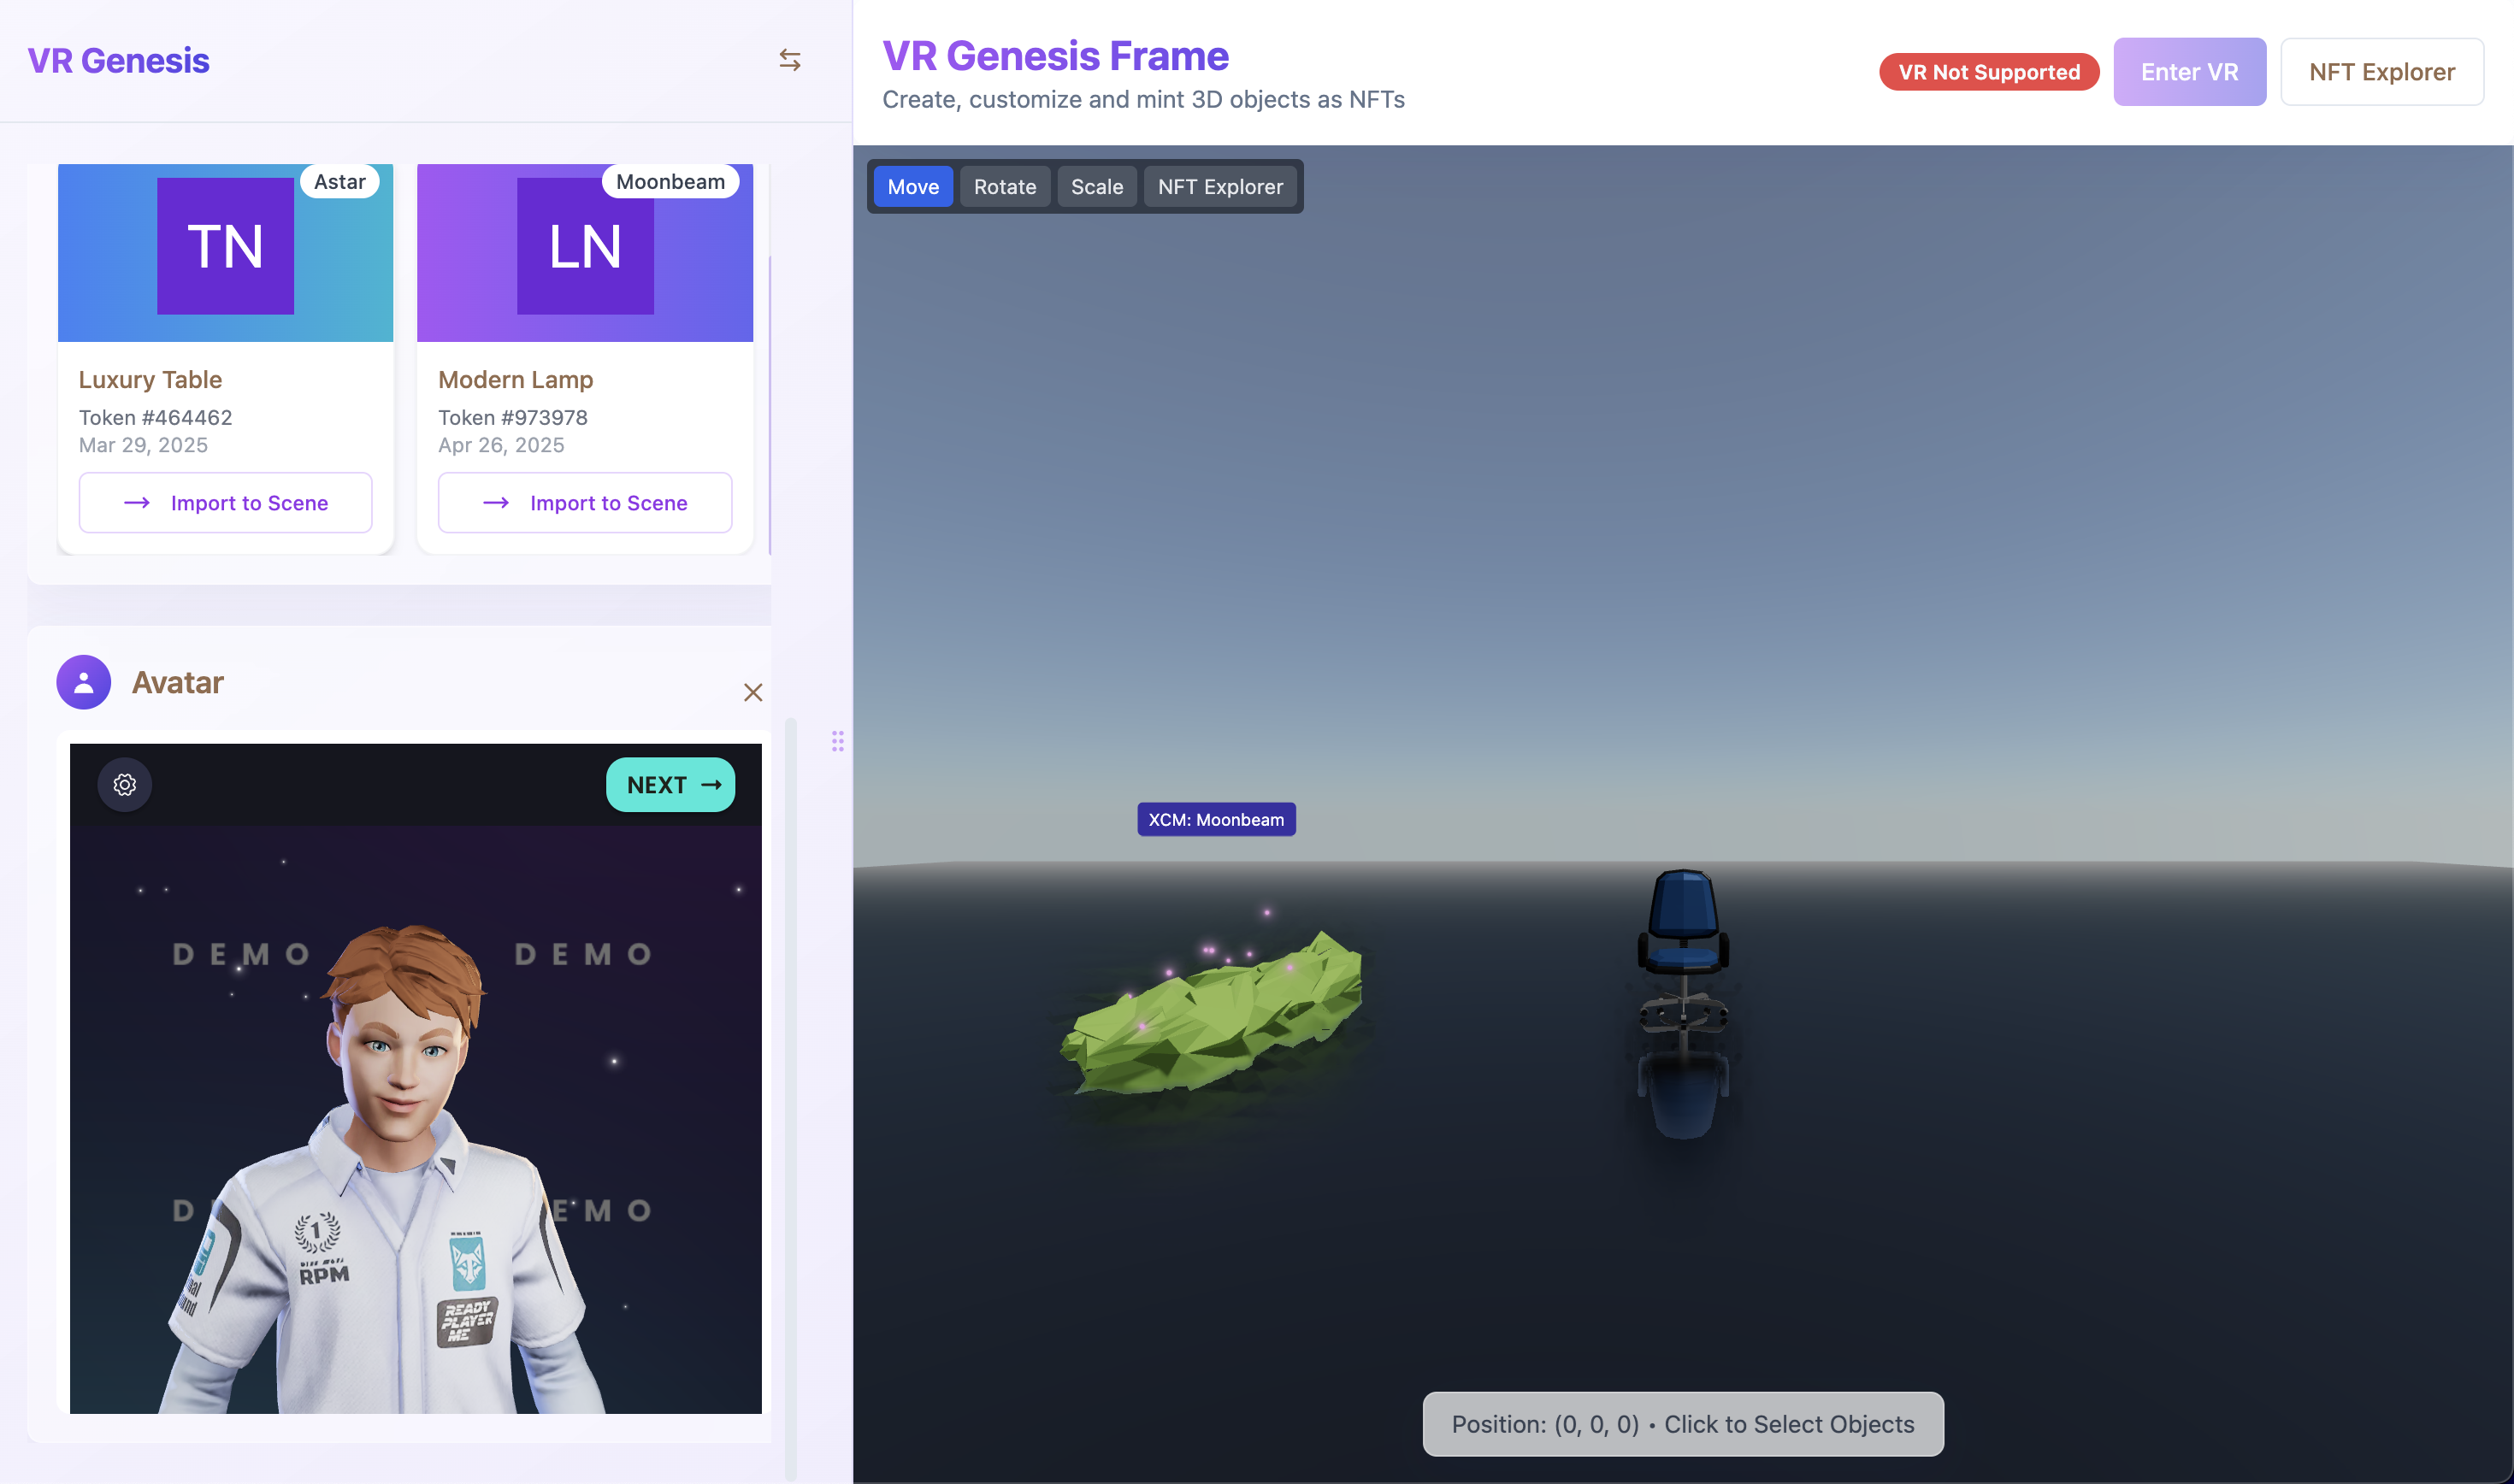 VR Genesis
Astar
TN
Luxury Table
Token #464462
Mar 29, 2025
Import to Scene
Moonbeam
LN
Modern Lamp
Token #973978
Apr 26, 2025
Import to Scene
Avatar
NEXT
DEMO DEMO
D EMO
1
RPM
READY
PLAYER
ME
VR Genesis Frame
Create, customize and mint 3D objects as NFTs
VR Not Supported
Enter VR
NFT Explorer
Move
Rotate
Scale
NFT Explorer
XCM: Moonbeam
Position: (0, 0, 0) • Click to Select Objects